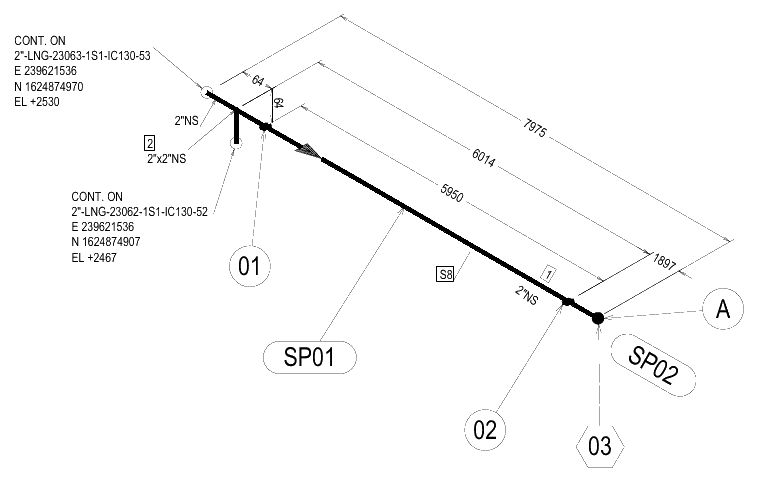 CONT. ON
2"-LNG-23063-1S1-IC130-53
E 239621536
N 1624874970
EL +2530
64
64
7975
2"NS
2
2"x2"NS
6014
5950
CONT. ON
2"-LNG-23062-1S1-IC130-52
E 239621536
N 1624874907
EL +2467
01
S8
1
1897
2"NS
A
SP01
SP02
02
03